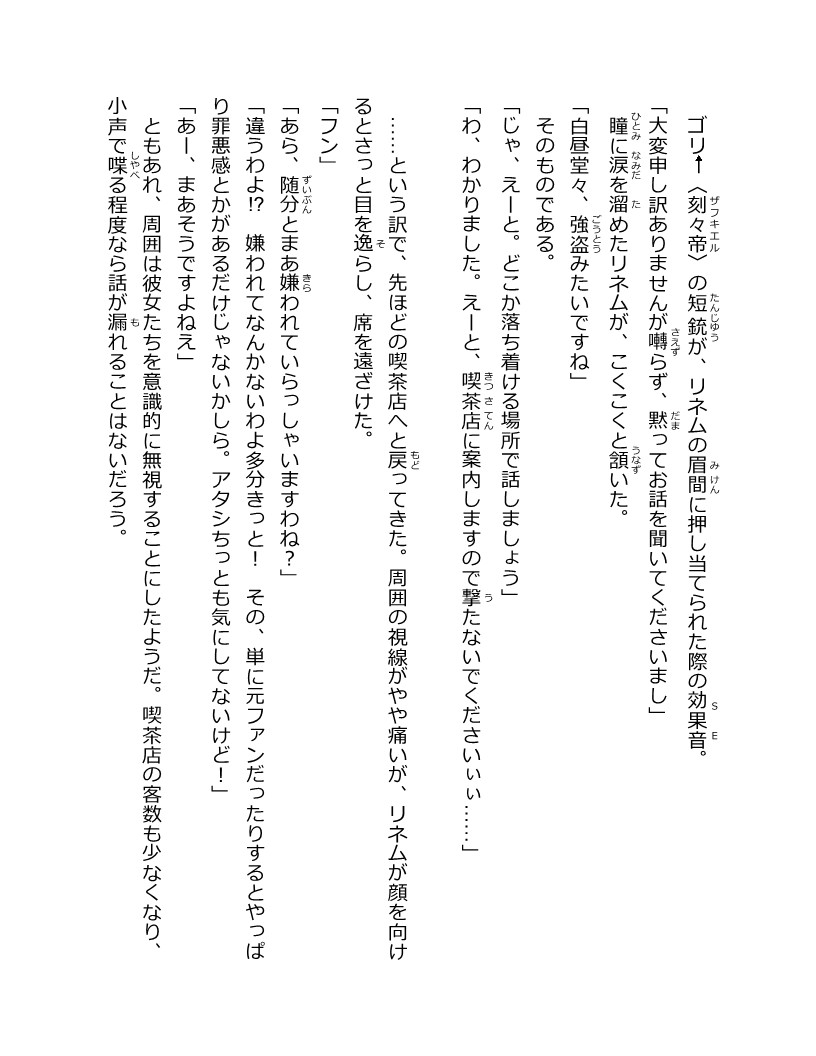 ゴリ↑〈刻々帝〉の短銃が、リネムの眉間に押し当てられた際の効果音。
「大変申し訳ありませんが囀らず、黙ってお話を聞いてくださいまし」
瞳に涙を溜めたリネムが、こくこくと頷いた。
「白昼堂々、強盗みたいですね」
そのものである。
「じゃ、えーと。どこか落ち着ける場所で話しましょう」
「わ、わかりました。えーと、喫茶店に案内しますので撃たないでくださいぃぃ……」
……という訳で、先ほどの喫茶店へと戻ってきた。周囲の視線がやや痛いが、リネムが顔を向け
るとさっと目を逸らし、席を遠ざけた。
「フン」
「あら、随分とまあ嫌われていらっしゃいますわね？」
「違うわよ!?　嫌われてなんかないわよ多分きっと！　その、単に元ファンだったりするとやっぱ
り罪悪感とかがあるだけじゃないかしら。アタシちっとも気にしてないけど！」
「あー、まあそうですよねえ」
ともあれ、周囲は彼女たちを意識的に無視することにしたようだ。喫茶店の客数も少なくなり、
小声で喋る程度なら話が漏れることはないだろう。